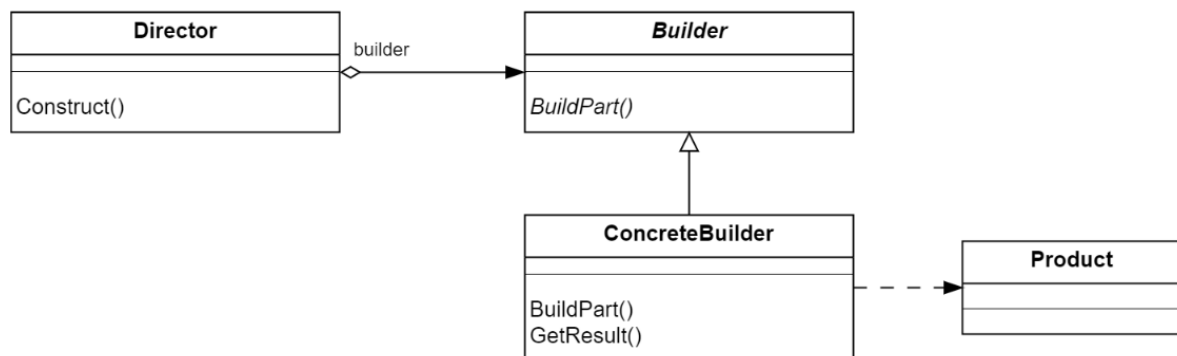 Director
builder
Construct()
Builder
BuildPart()
ConcreteBuilder
BuildPart()
GetResult()
Product